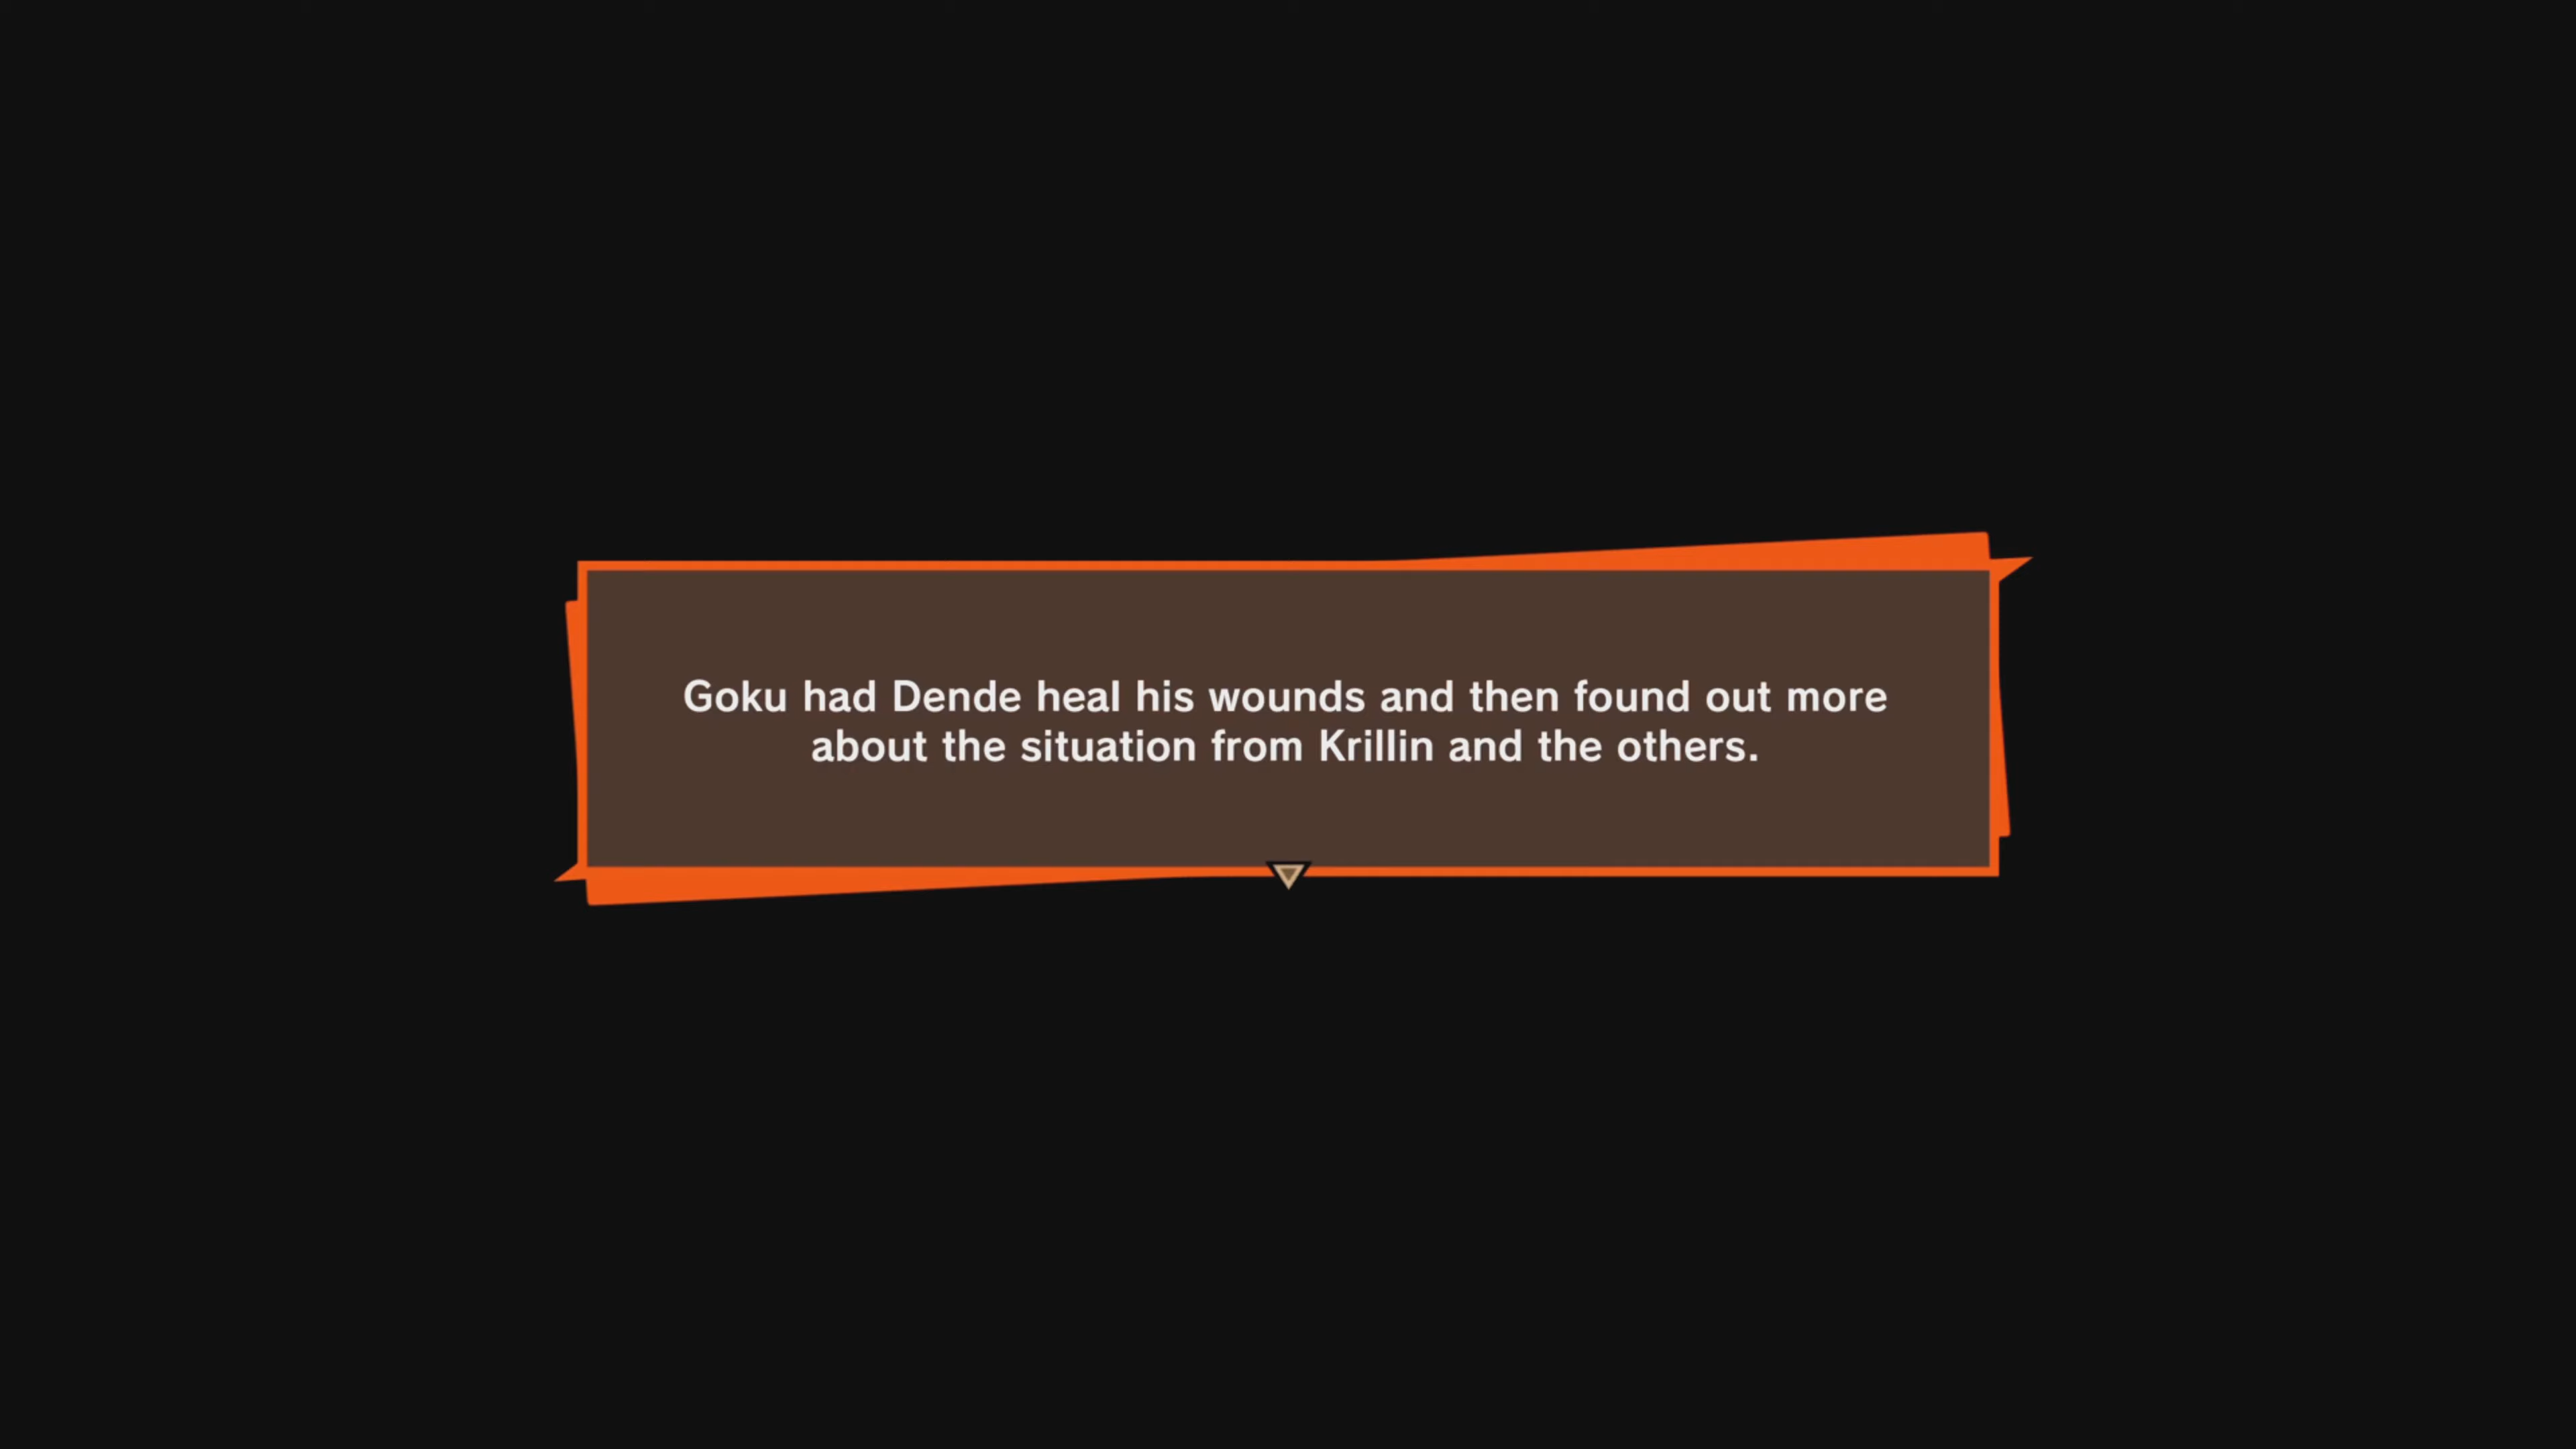 Goku had Dende heal his wounds and then found out more
about the situation from Krillin and the others.